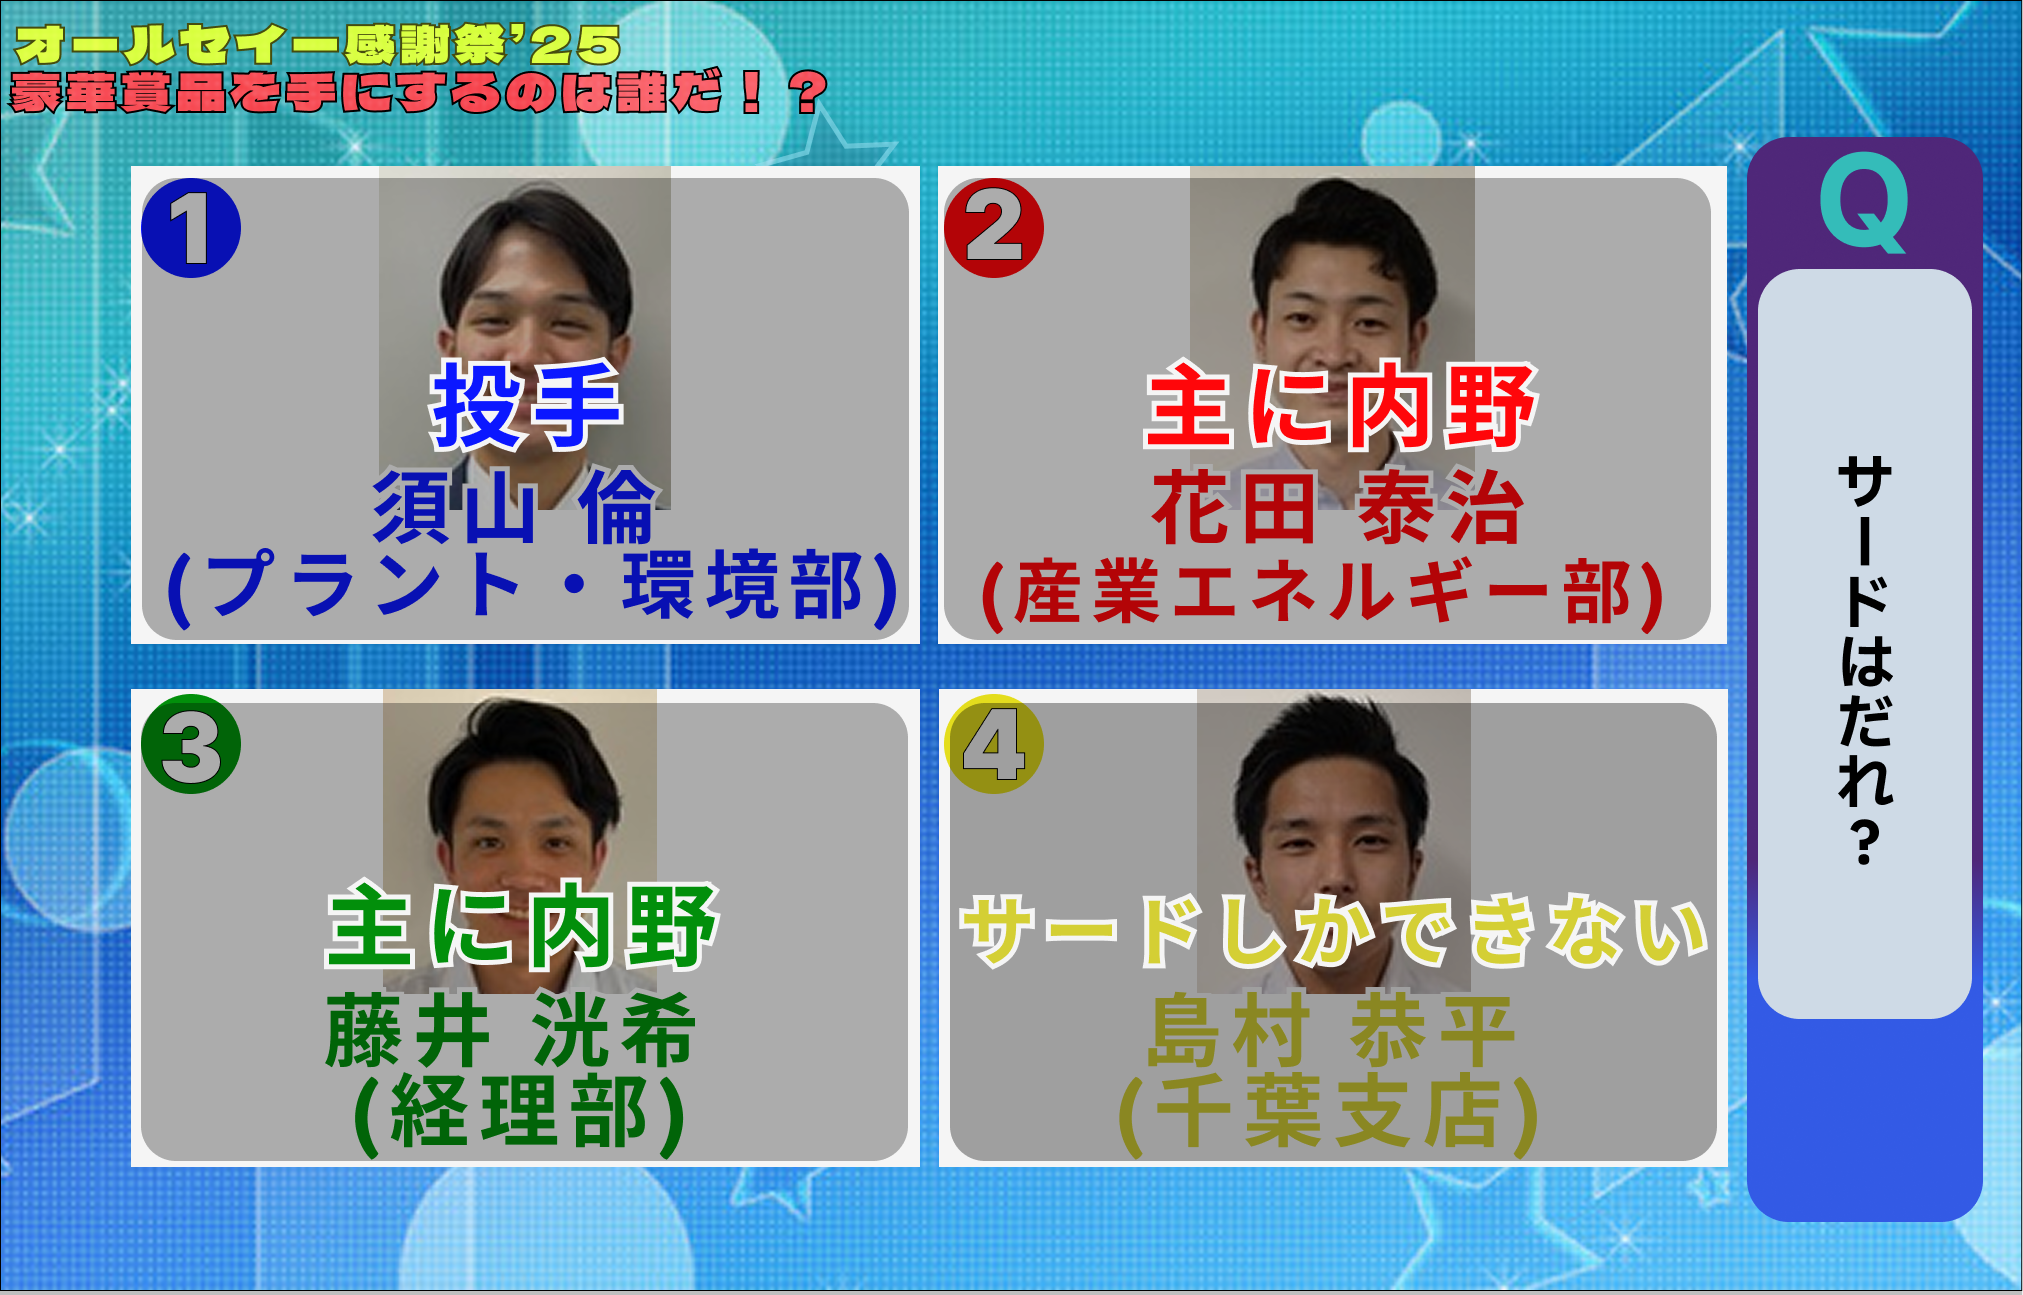 オールセイー感謝祭’25
豪華賞品を手にするのは誰だ！？
1
投手
須山 倫
(プラント・環境部)
2
主に内野
花田 泰治
(産業エネルギー部)
3
主に内野
藤井 洸希
(経理部)
4
サードしかできない
島村 恭平
(千葉支店)
Q
サードはだれ？